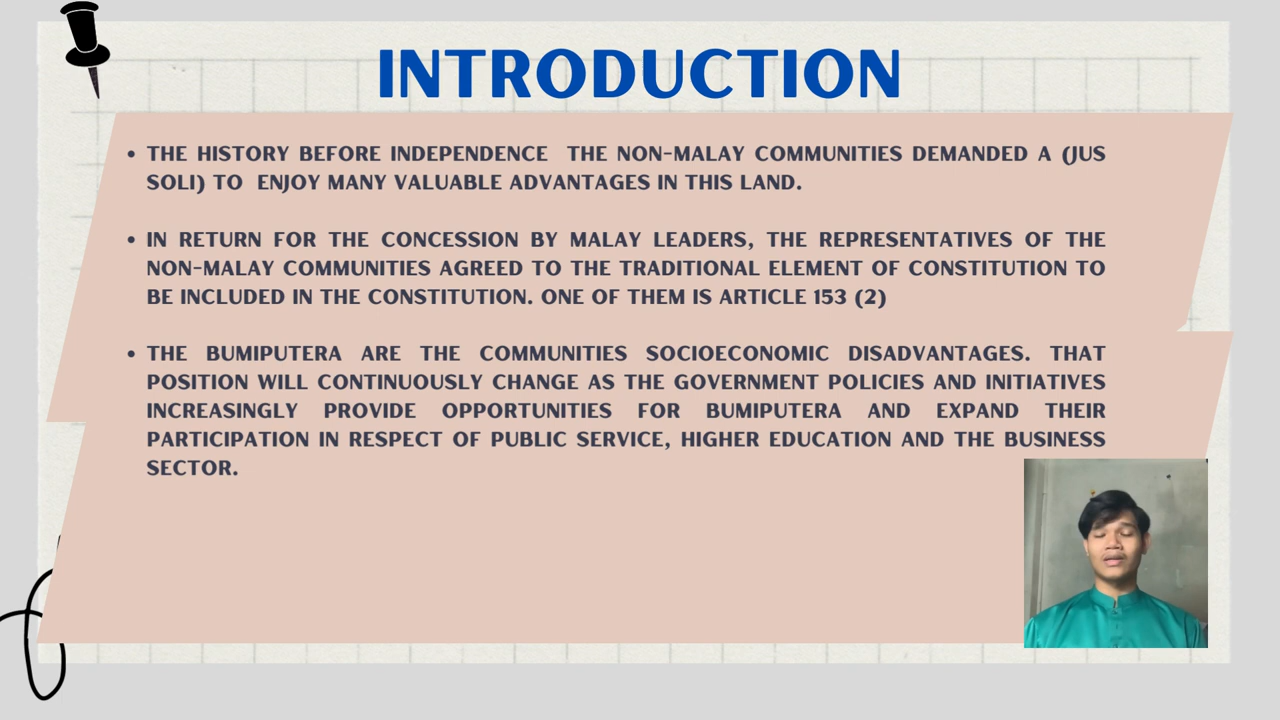 INTRODUCTION
• THE HISTORY BEFORE INDEPENDENCE THE NON-MALAY COMMUNITIES DEMANDED A (JUS
SOLI) TO ENJOY MANY VALUABLE ADVANTAGES IN THIS LAND.
• IN RETURN FOR THE CONCESSION BY MALAY LEADERS, THE REPRESENTATIVES OF THE
NON-MALAY COMMUNITIES AGREED TO THE TRADITIONAL ELEMENT OF CONSTITUTION TO
BE INCLUDED IN THE CONSTITUTION. ONE OF THEM IS ARTICLE 153 (2)
• THE BUMIPUTERA ARE THE COMMUNITIES SOCIOECONOMIC DISADVANTAGES. THAT
POSITION WILL CONTINUOUSLY CHANGE AS THE GOVERNMENT POLICIES AND INITIATIVES
INCREASINGLY PROVIDE OPPORTUNITIES FOR BUMIPUTERA AND EXPAND THEIR
PARTICIPATION IN RESPECT OF PUBLIC SERVICE, HIGHER EDUCATION AND THE BUSINESS
SECTOR.